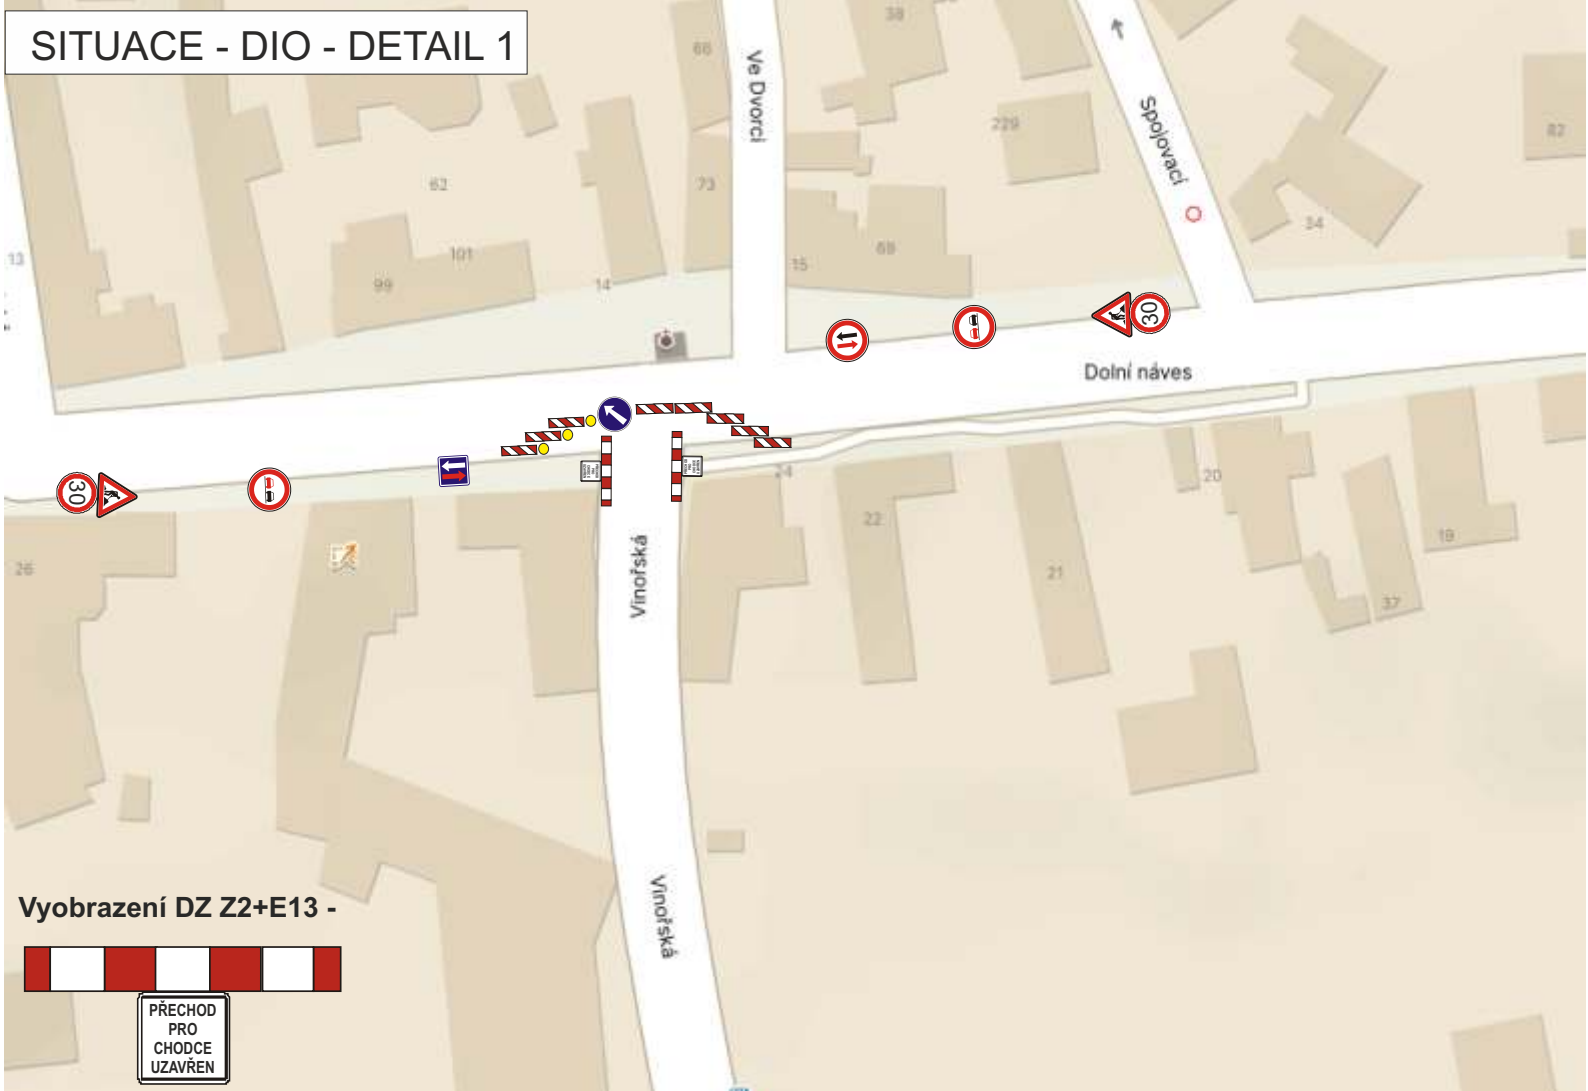 SITUACE - DIO - DETAIL 1
38
66
Ve Dvorci
Spojovací
229
82
62
73
34
13
101
69
15
99
14
30
Dolní náves
30
24
20
22
19
26
Vinořská
21
37
Vinořská
Vyobrazení DZ Z2+E13 -
PŘECHOD
PRO
CHODCE
UZAVŘEN